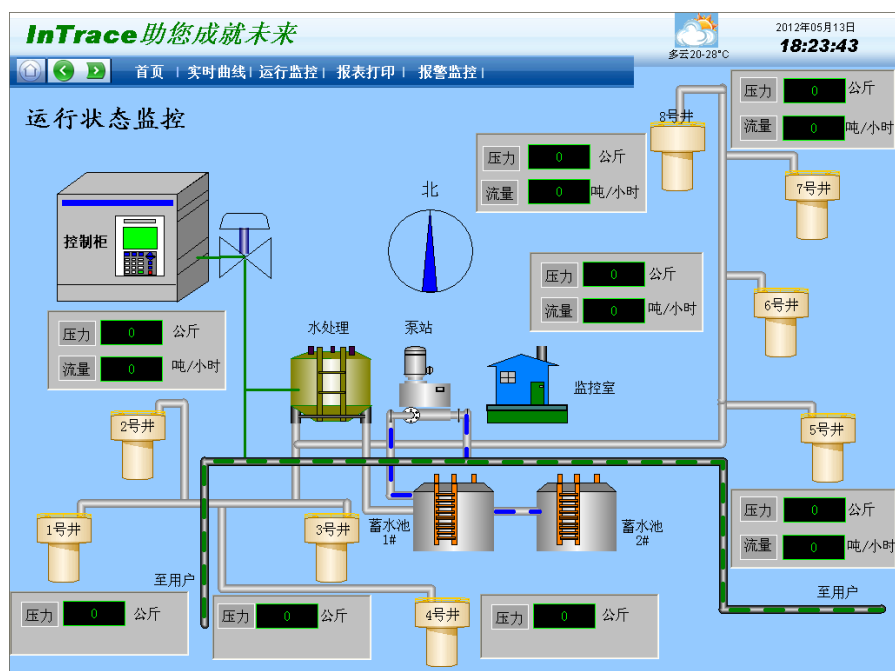 InTrace助您成就未来
多云20-28°C
2012年05月13日
18:23:43
首页 | 实时曲线 | 运行监控 | 报表打印 | 报警监控 |
运行状态监控
压力 0 公斤
流量 0 吨/小时
8号井
7号井
压力 0 公斤
流量 0 吨/小时
北
控制柜
压力 0 公斤
流量 0 吨/小时
6号井
压力 0 公斤
流量 0 吨/小时
水处理
泵站
监控室
2号井
5号井
1号井
3号井
蓄水池
1#
蓄水池
2#
压力 0 公斤
流量 0 吨/小时
至用户
至用户
压力 0 公斤
压力 0 公斤
4号井
压力 0 公斤